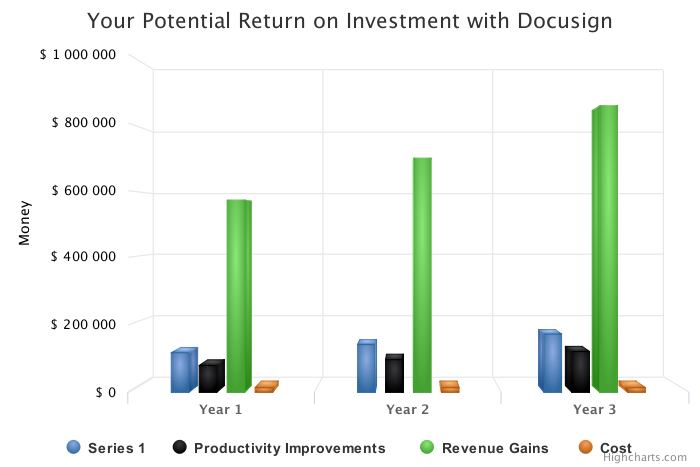 Your Potential Return on Investment with Docusign
$ 1 000 000
$ 800 000
$ 600 000
$ 400 000
$ 200 000
$ 0
Money
Year 1
Year 2
Year 3
Series 1
Productivity Improvements
Revenue Gains
Cost
Highcharts.com